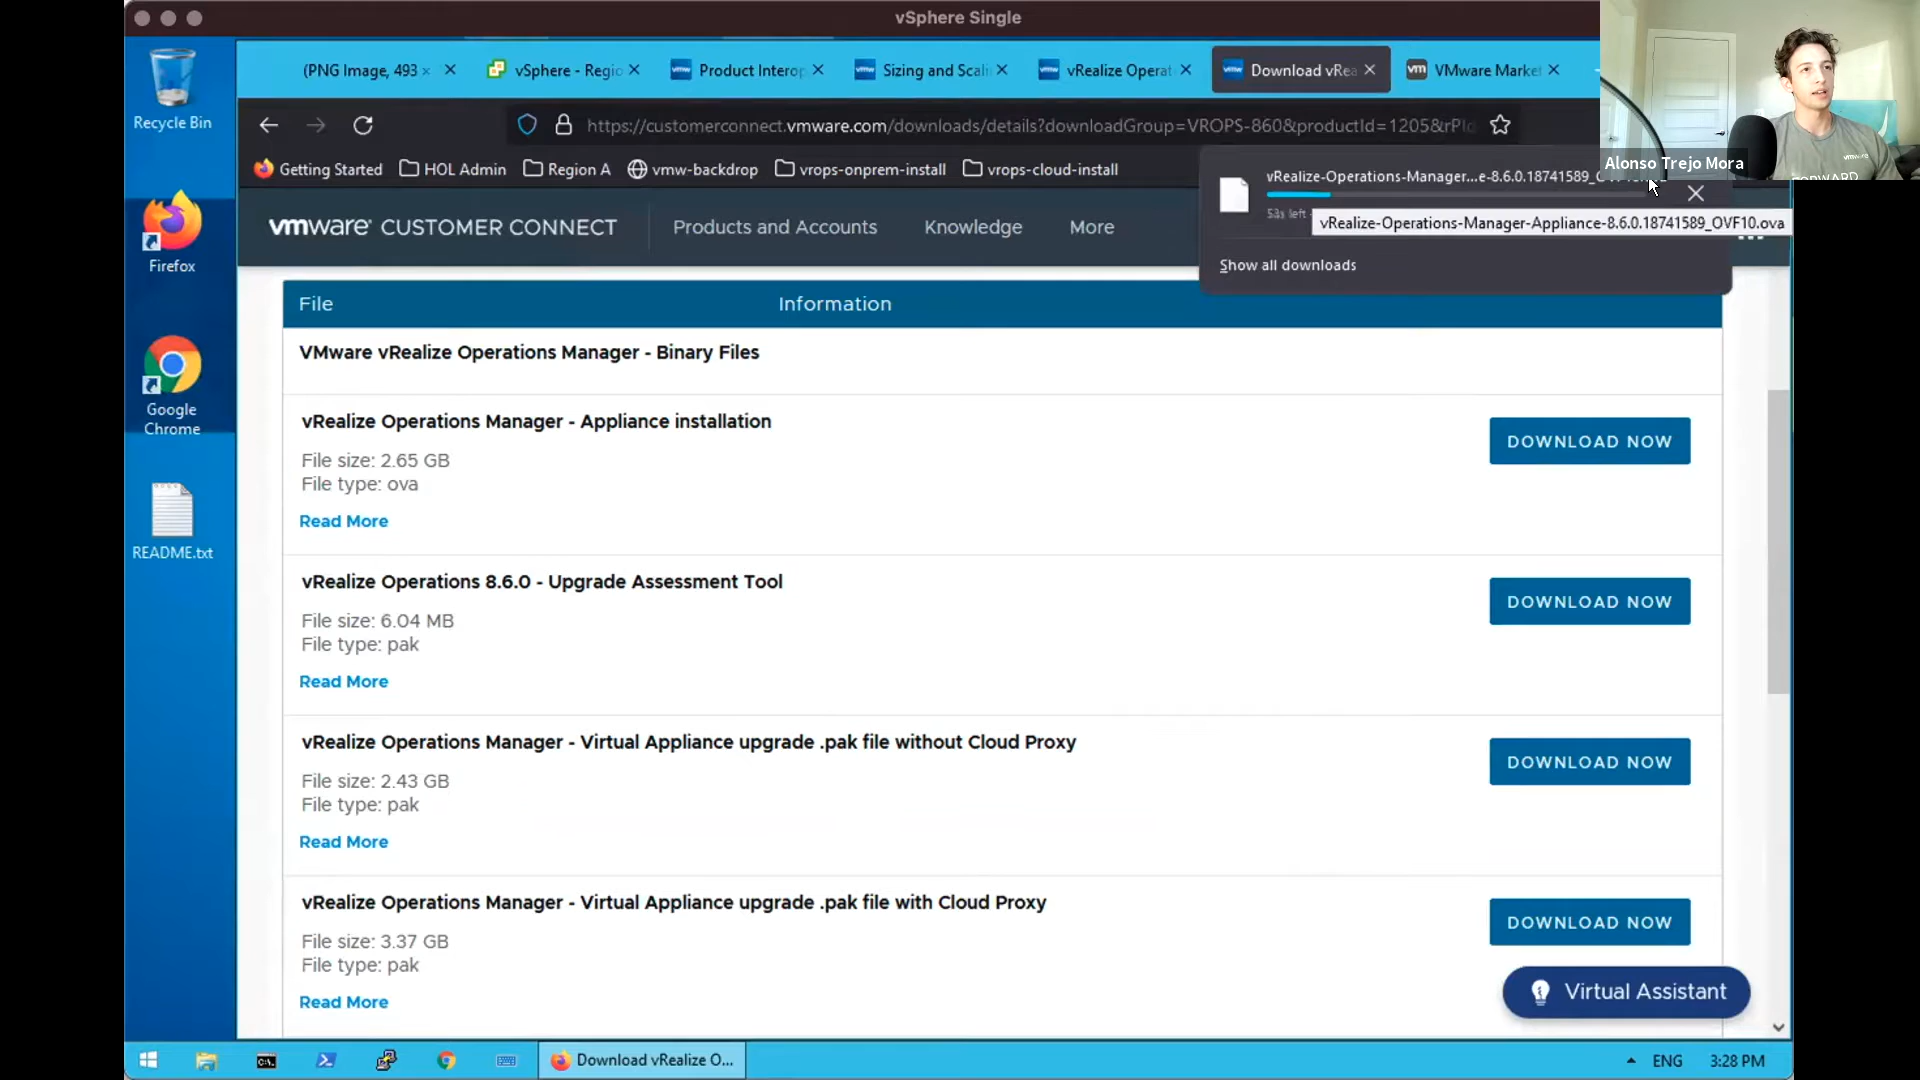 vSphere Single
Recycle Bin
Firefox
Google
Chrome
README.txt
(PNG Image, 493
vSphere - Regio
Product Interop
Sizing and Scali
vRealize Operat
Download vRea
VMware Market
https://customerconnect.vmware.com/downloads/details?downloadGroup=VROPS-860&productId=1205&rPId
Getting Started
HOL Admin
Region A
vmw-backdrop
vrops-onprem-install
vrops-cloud-install
Alonso Trejo Mora
vRealize-Operations-Manager...e-8.6.0.18741589_
53s left
vRealize-Operations-Manager-Appliance-8.6.0.18741589_OVF10.ova
Show all downloads
vmware CUSTOMER CONNECT
Products and Accounts
Knowledge
More
File
Information
VMware vRealize Operations Manager - Binary Files
vRealize Operations Manager - Appliance installation
File size: 2.65 GB
File type: ova
Read More
DOWNLOAD NOW
vRealize Operations 8.6.0 - Upgrade Assessment Tool
File size: 6.04 MB
File type: pak
Read More
DOWNLOAD NOW
vRealize Operations Manager - Virtual Appliance upgrade .pak file without Cloud Proxy
File size: 2.43 GB
File type: pak
Read More
DOWNLOAD NOW
vRealize Operations Manager - Virtual Appliance upgrade .pak file with Cloud Proxy
File size: 3.37 GB
File type: pak
Read More
DOWNLOAD NOW
Virtual Assistant
Download vRealize O...
ENG
3:28 PM